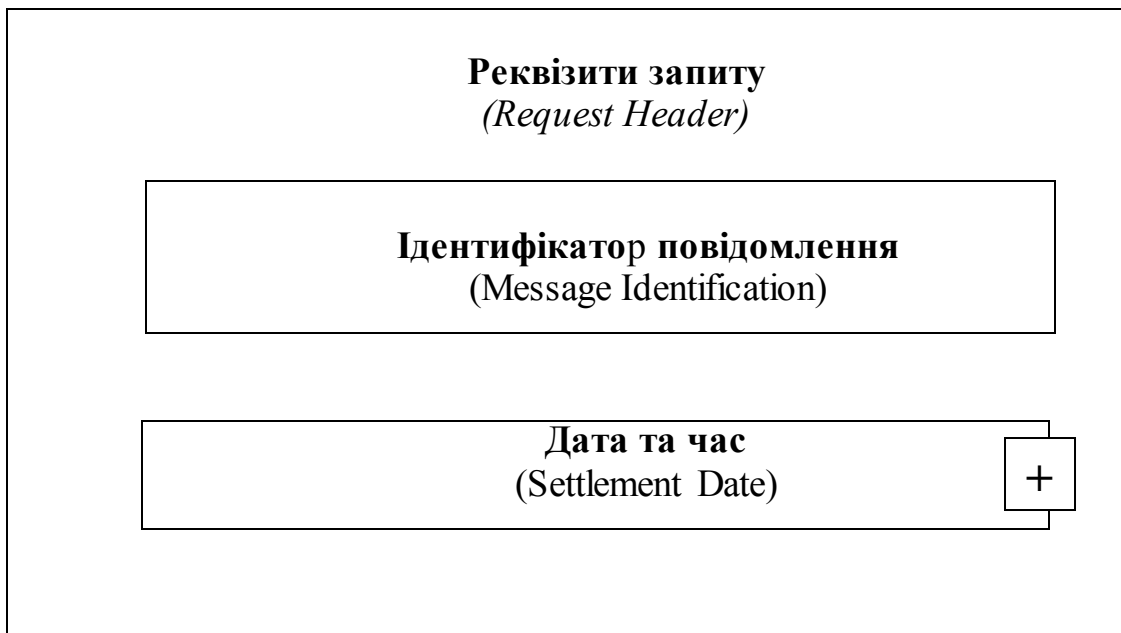 Реквізити запиту
(Request Header)
Ідентифікатор повідомлення
(Message Identification)
Дата та час
(Settlement Date)
+